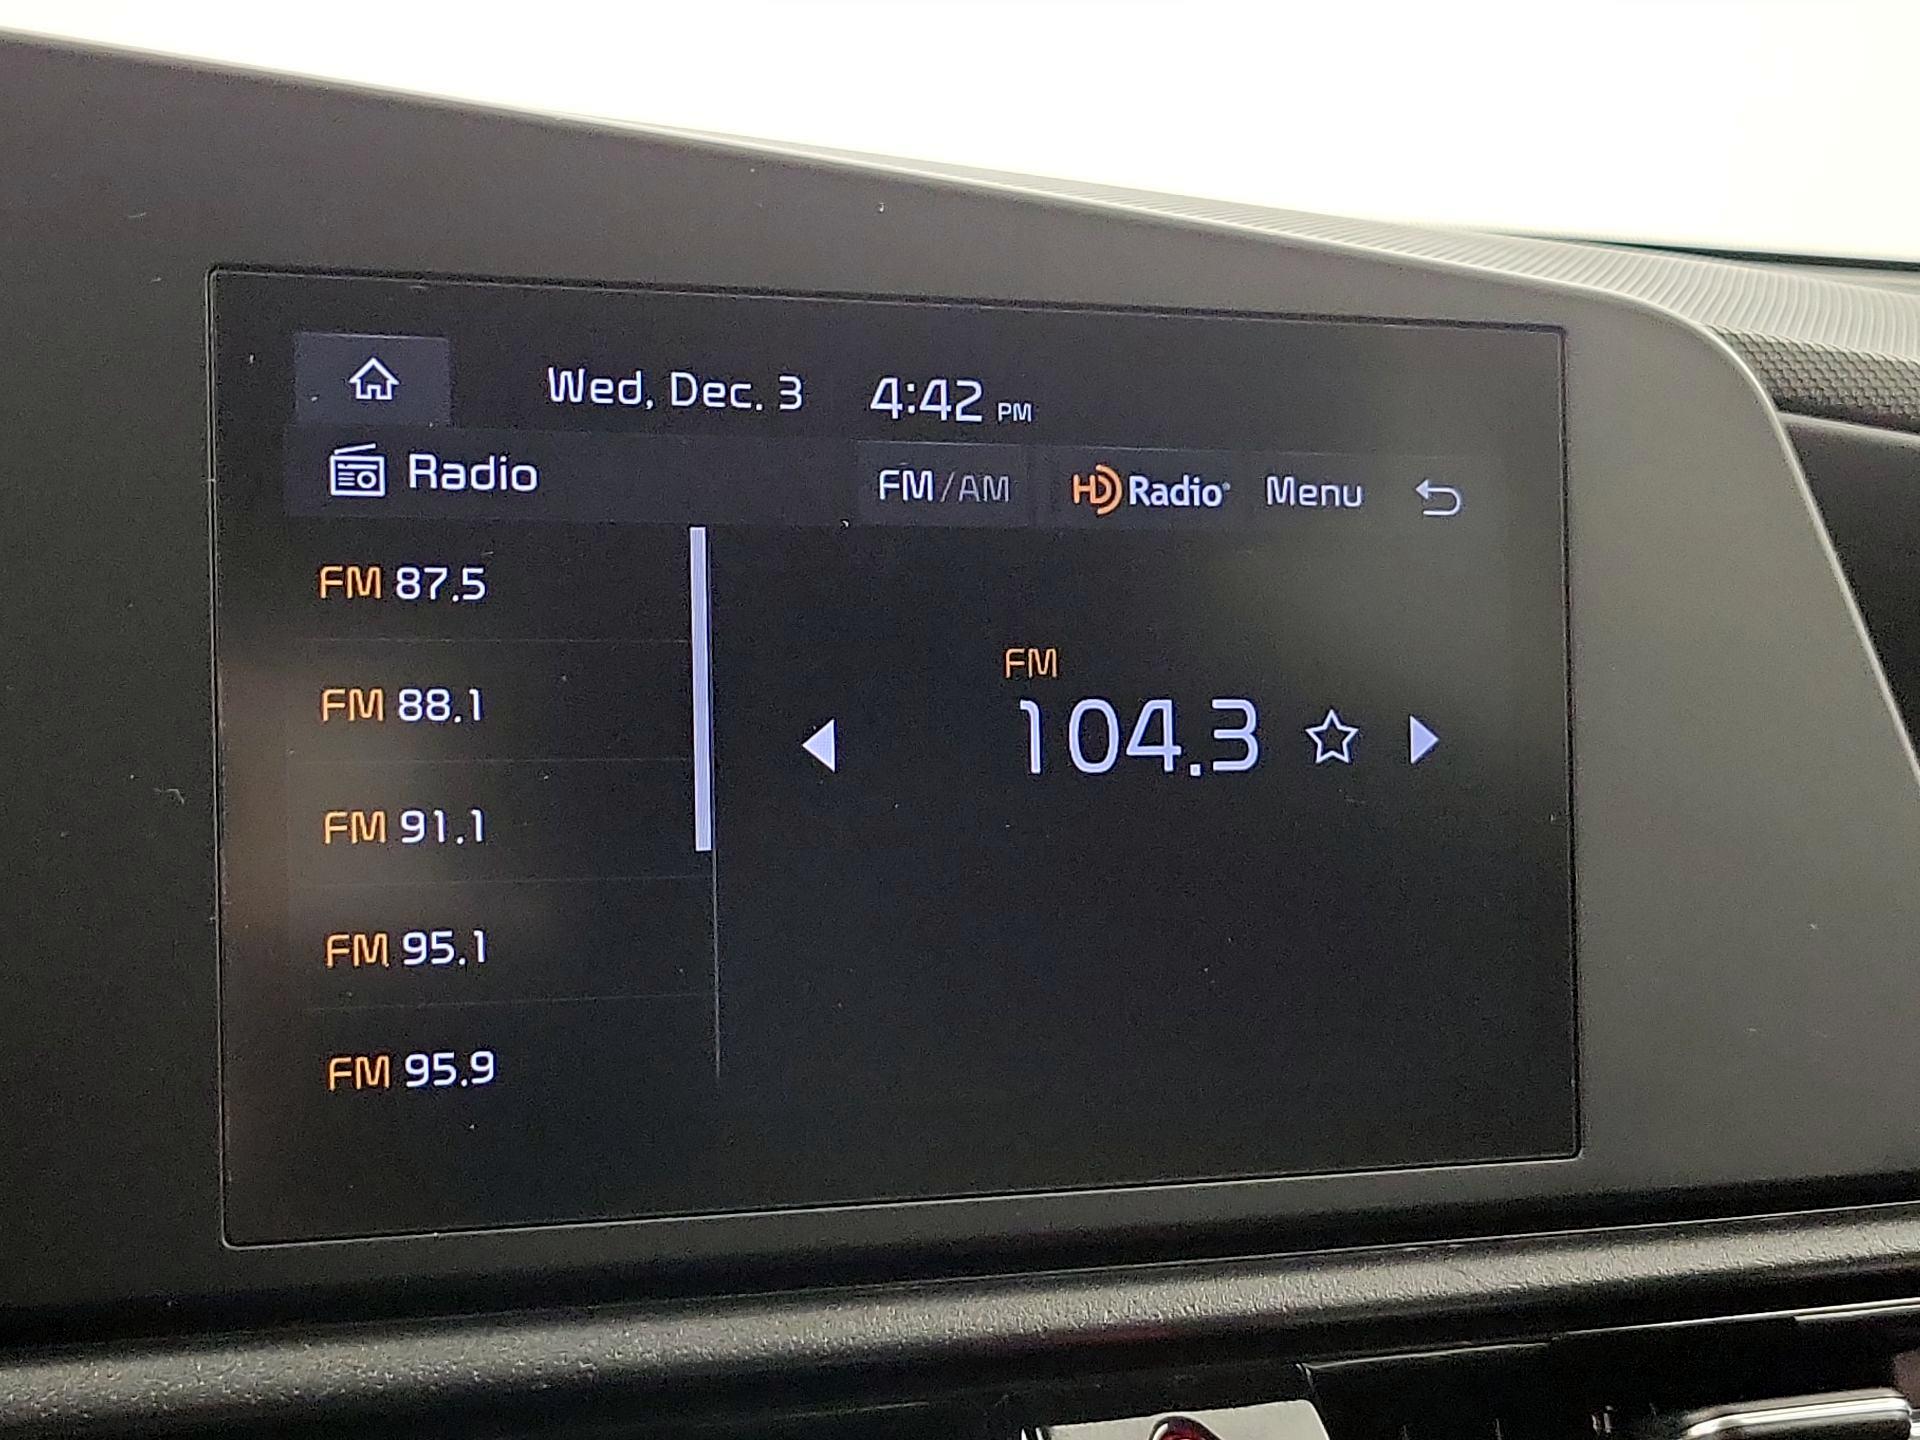 Wed, Dec. 3 4:42 PM
Radio FM/AM HD Radio® Menu
FM 87.5
FM 88.1
FM 91.1
FM 95.1
FM 95.9
FM
104.3